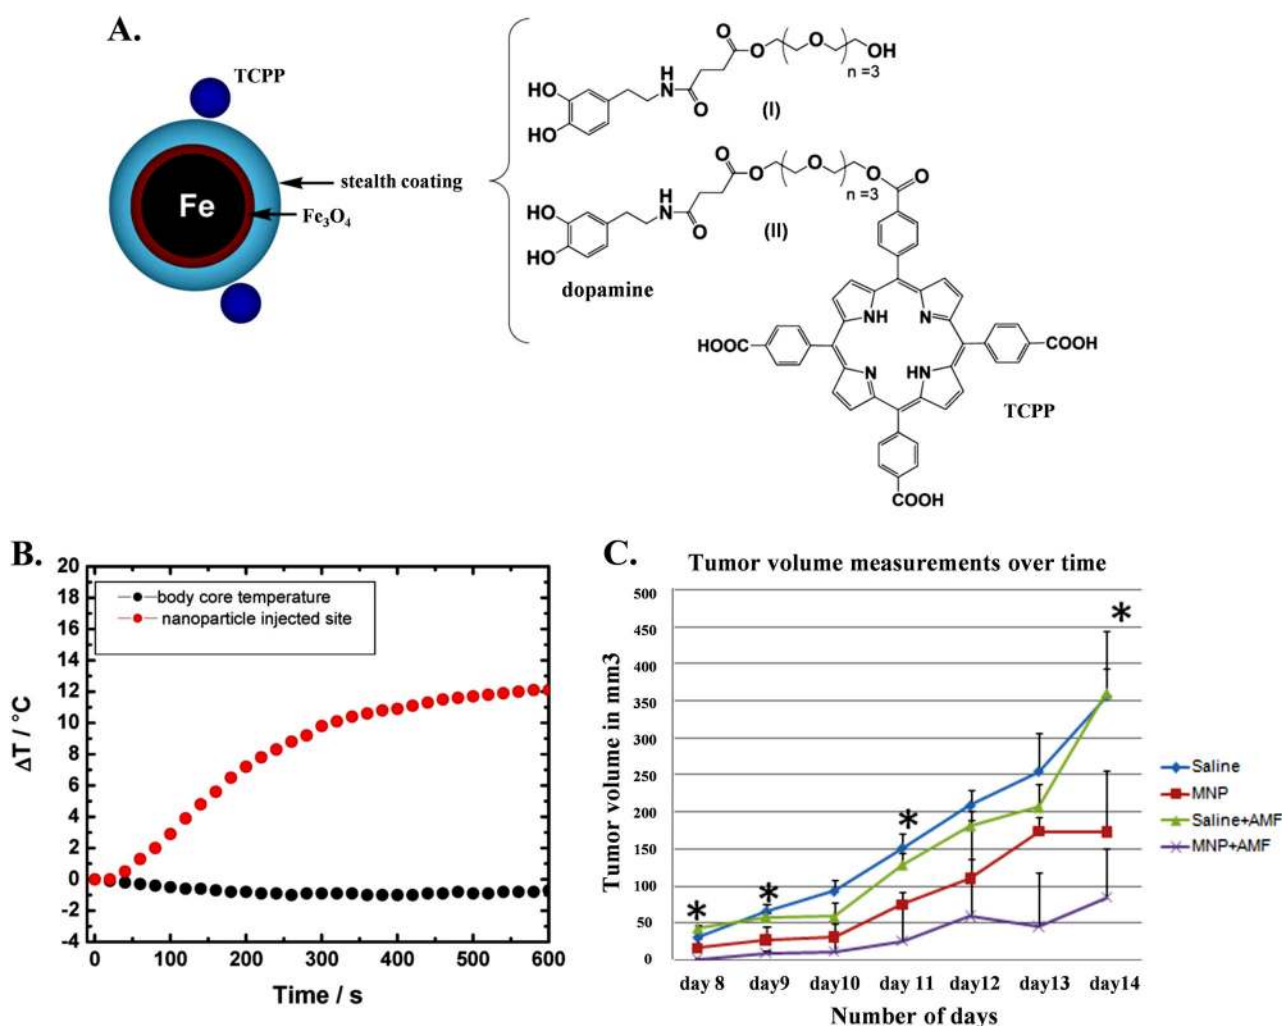 A.
TCPP
Fe
stealth coating
Fe3O4
HO
HO
H
N
O
O
O
O
OH
n =3
(I)
HO
HO
H
N
O
O
O
O
O
O
n=3
(II)
dopamine
NH
N
N
HN
HOOC
COOH
COOH
TCPP
B.
20
18
16
14
12
10
8
6
4
2
0
-2
-4
ΔT / °C
body core temperature
nanoparticle injected site
0 100 200 300 400 500 600
Time / s
C.
Tumor volume measurements over time
Tumor volume in mm3
500
450
400
350
300
250
200
150
100
50
0
*
*
*
*
day 8 day9 day10 day 11 day12 day13 day14
Number of days
Saline
MNP
Saline+AMF
MNP+AMF